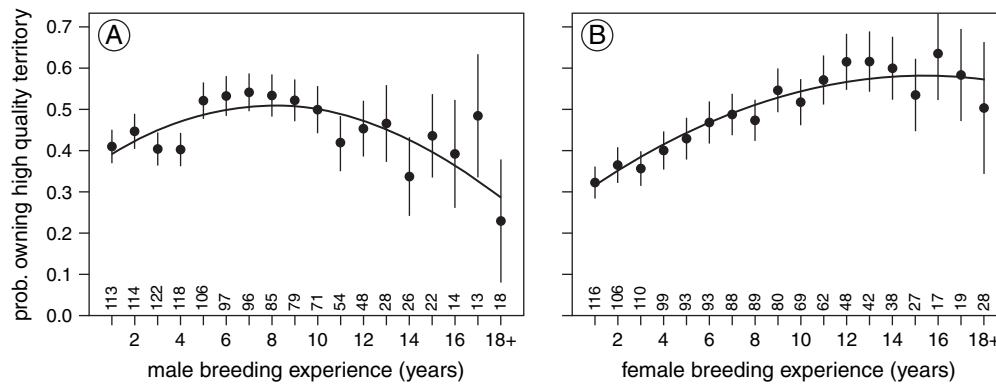 prob. owning high quality territory
0.7
0.6
0.5
0.4
0.3
0.2
0.1
0.0
A
113 114 122 118 106 97 96 85 79 71 54 48 28 26 22 14 13 18
2 4 6 8 10 12 14 16 18+
male breeding experience (years)
B
116 106 110 99 93 93 88 89 80 69 62 48 42 38 27 17 19 28
2 4 6 8 10 12 14 16 18+
female breeding experience (years)